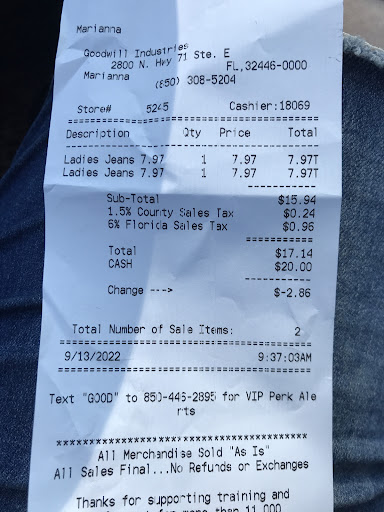 Marianna
Goodwill Industries
2800 N. Hwy 71 Ste. E
Marianna FL,32446-0000
(850) 308-5204
Store# 5245 Cashier:18069
==============================
Description Qty Price Total
------------ --- ------ ----------
Ladies Jeans 7.97 1 7.97 7.97T
Ladies Jeans 7.97 1 7.97 7.97T
----------
Sub-Total $15.94
1.5% County Sales Tax $0.24
6% Florida Sales Tax $0.96
==========
Total $17.14
CASH $20.00
----------
Change ---> $-2.86
Total Number of Sale Items: 2
==============================
9/13/2022 9:37:03AM
==============================
Text "GOOD" to 850-446-2895 for VIP Perk Ale
rts
************************************
All Merchandise Sold "As Is"
All Sales Final...No Refunds or Exchanges
Thanks for supporting training and
for more than 11,000